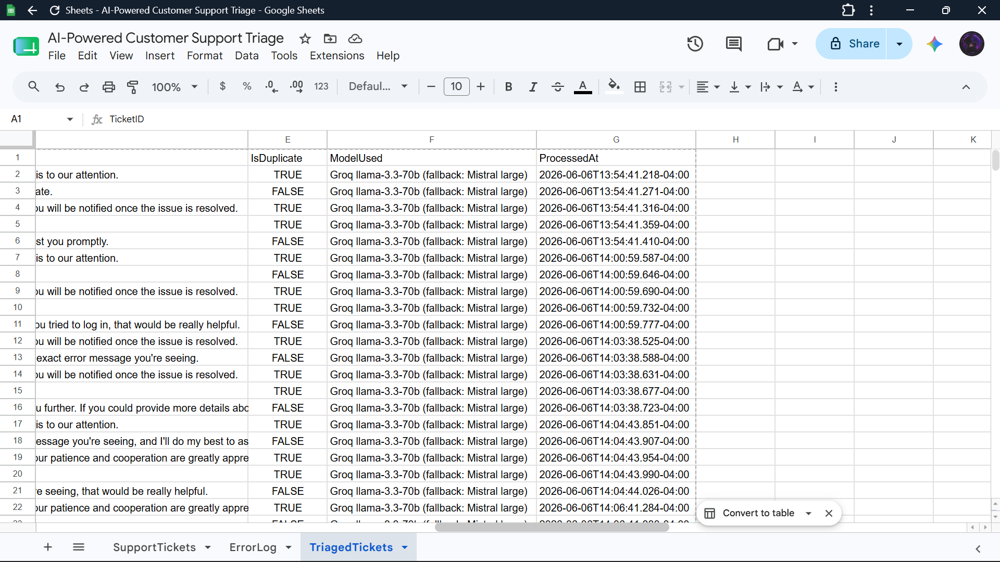 Sheets - AI-Powered Customer Support Triage - Google Sheets
AI-Powered Customer Support Triage
File Edit View Insert Format Data Tools Extensions Help
Share
100% $ % .0 .00 123 Defaul... 10 B I A
A1 TicketID
E F G H I J K
1 IsDuplicate ModelUsed ProcessedAt
2 is to our attention. TRUE Groq llama-3.3-70b (fallback: Mistral large) 2026-06-06T13:54:41.218-04:00
3 ate. FALSE Groq llama-3.3-70b (fallback: Mistral large) 2026-06-06T13:54:41.271-04:00
4 ou will be notified once the issue is resolved. TRUE Groq llama-3.3-70b (fallback: Mistral large) 2026-06-06T13:54:41.316-04:00
5 TRUE Groq llama-3.3-70b (fallback: Mistral large) 2026-06-06T13:54:41.359-04:00
6 st you promptly. FALSE Groq llama-3.3-70b (fallback: Mistral large) 2026-06-06T13:54:41.410-04:00
7 is to our attention. TRUE Groq llama-3.3-70b (fallback: Mistral large) 2026-06-06T14:00:59.587-04:00
8 FALSE Groq llama-3.3-70b (fallback: Mistral large) 2026-06-06T14:00:59.646-04:00
9 ou will be notified once the issue is resolved. TRUE Groq llama-3.3-70b (fallback: Mistral large) 2026-06-06T14:00:59.690-04:00
10 TRUE Groq llama-3.3-70b (fallback: Mistral large) 2026-06-06T14:00:59.732-04:00
11 ou tried to log in, that would be really helpful. FALSE Groq llama-3.3-70b (fallback: Mistral large) 2026-06-06T14:00:59.777-04:00
12 ou will be notified once the issue is resolved. TRUE Groq llama-3.3-70b (fallback: Mistral large) 2026-06-06T14:03:38.525-04:00
13 exact error message you're seeing. FALSE Groq llama-3.3-70b (fallback: Mistral large) 2026-06-06T14:03:38.588-04:00
14 ou will be notified once the issue is resolved. TRUE Groq llama-3.3-70b (fallback: Mistral large) 2026-06-06T14:03:38.631-04:00
15 TRUE Groq llama-3.3-70b (fallback: Mistral large) 2026-06-06T14:03:38.677-04:00
16 u further. If you could provide more details abo FALSE Groq llama-3.3-70b (fallback: Mistral large) 2026-06-06T14:03:38.723-04:00
17 is to our attention. TRUE Groq llama-3.3-70b (fallback: Mistral large) 2026-06-06T14:04:43.851-04:00
18 essage you're seeing, and I'll do my best to as FALSE Groq llama-3.3-70b (fallback: Mistral large) 2026-06-06T14:04:43.907-04:00
19 our patience and cooperation are greatly appre TRUE Groq llama-3.3-70b (fallback: Mistral large) 2026-06-06T14:04:43.954-04:00
20 TRUE Groq llama-3.3-70b (fallback: Mistral large) 2026-06-06T14:04:43.990-04:00
21 e seeing, that would be really helpful. FALSE Groq llama-3.3-70b (fallback: Mistral large) 2026-06-06T14:04:44.026-04:00
22 our patience and cooperation are greatly appre TRUE Groq llama-3.3-70b (fallback: Mistral large) 2026-06-06T14:06:41.284-04:00
Convert to table
SupportTickets ErrorLog TriagedTickets